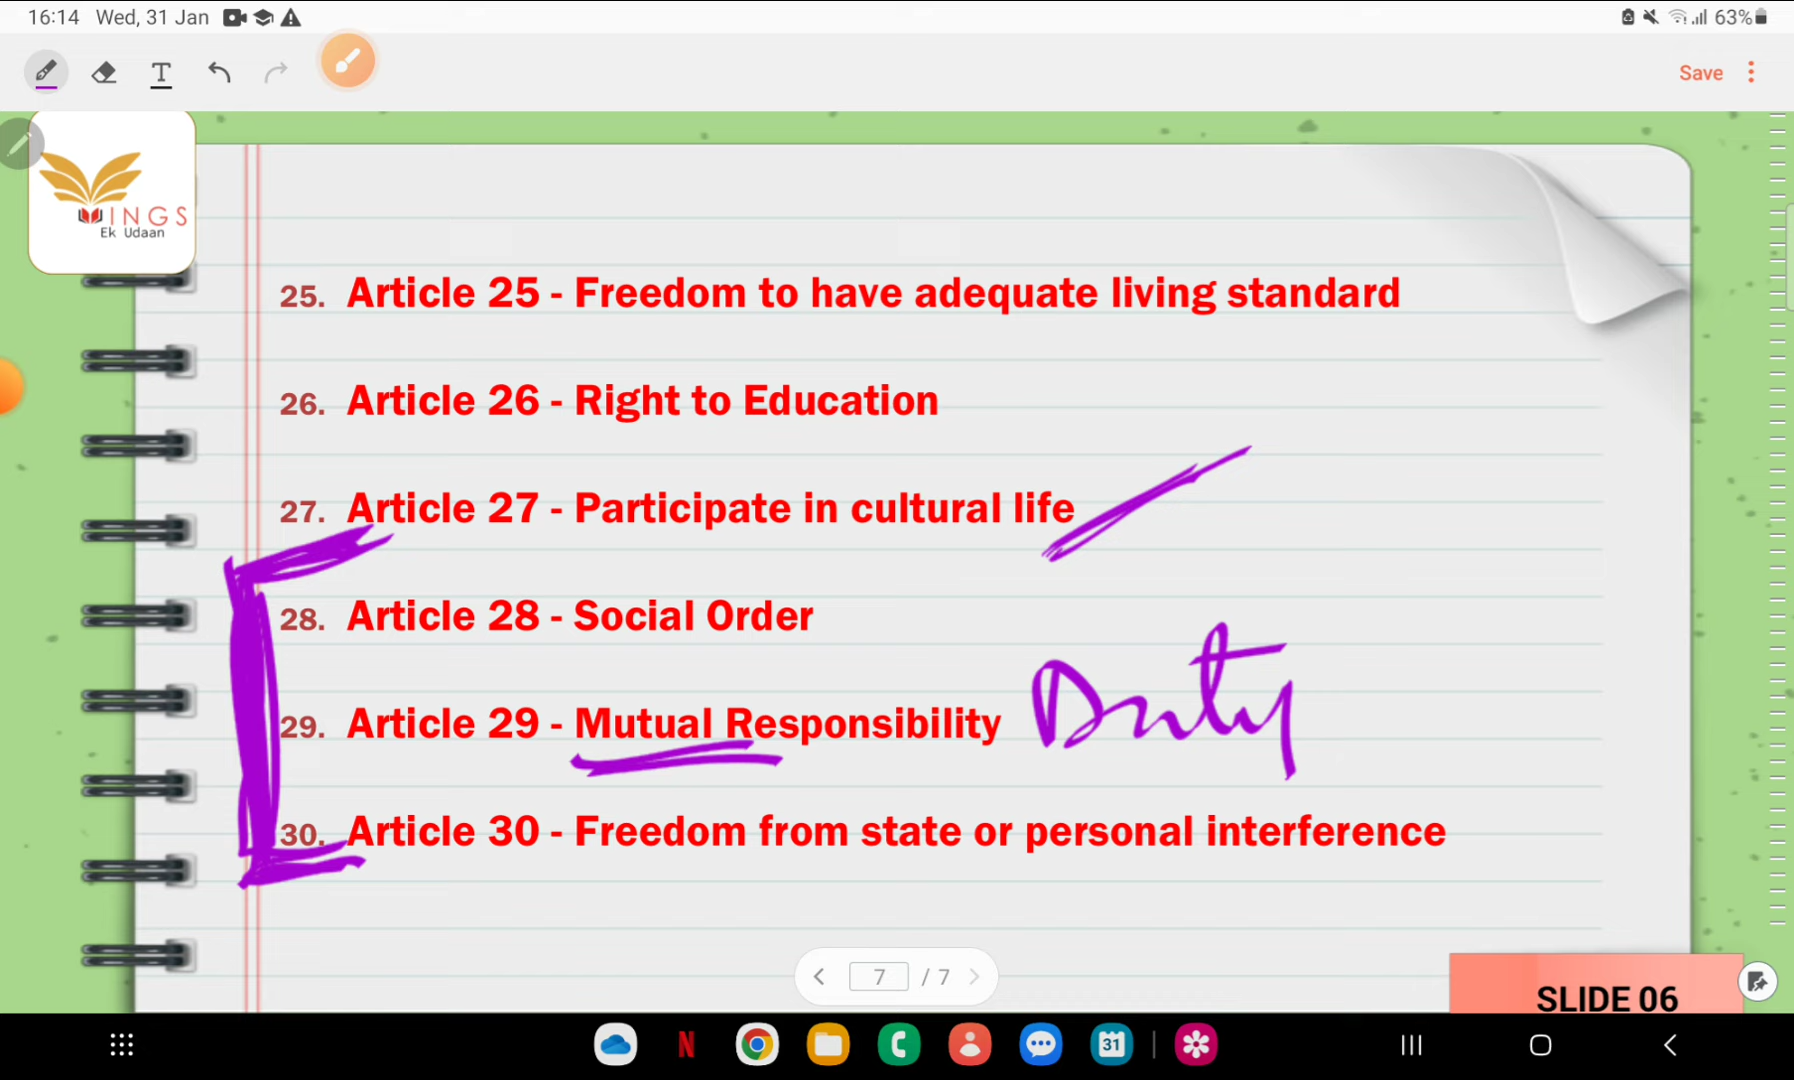 16:14 Wed, 31 Jan 63%
T Save
WINGS
Ek Udaan
25. Article 25 - Freedom to have adequate living standard
26. Article 26 - Right to Education
27. Article 27 - Participate in cultural life
28. Article 28 - Social Order
29. Article 29 - Mutual Responsibility Duty
30. Article 30 - Freedom from state or personal interference
7 / 7
SLIDE 06
N 31